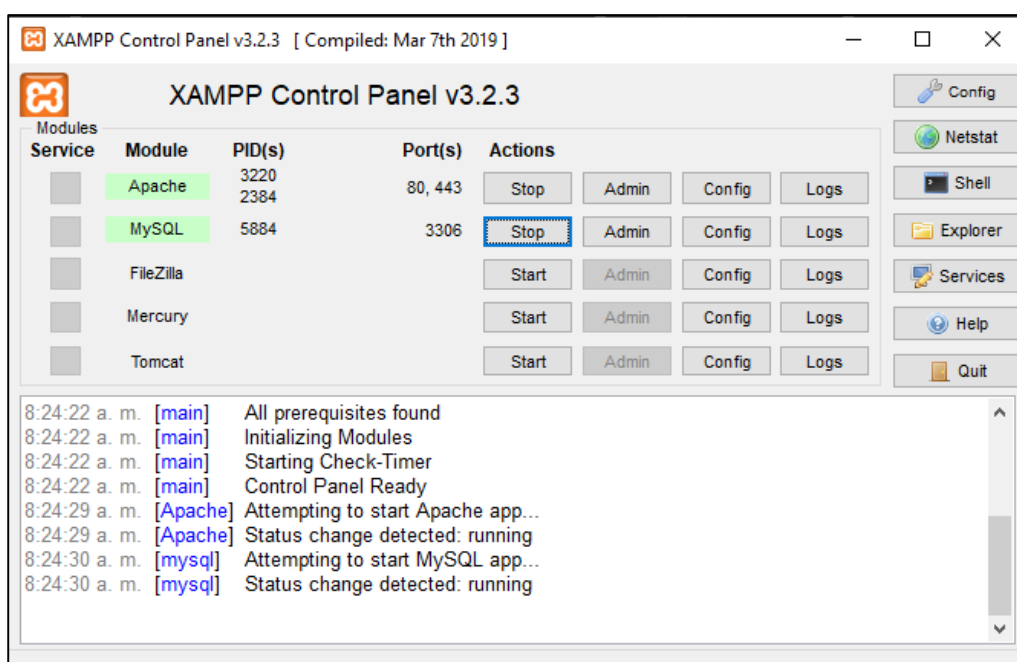 XAMPP Control Panel v3.2.3 [ Compiled: Mar 7th 2019 ]
XAMPP Control Panel v3.2.3
Config
Modules
Netstat
Service Module PID(s) Port(s) Actions
Apache 3220 2384 80, 443 Stop Admin Config Logs
Shell
MySQL 5884 3306 Stop Admin Config Logs
Explorer
FileZilla Start Admin Config Logs
Services
Mercury Start Admin Config Logs
Help
Tomcat Start Admin Config Logs
Quit
8:24:22 a. m. [main] All prerequisites found
8:24:22 a. m. [main] Initializing Modules
8:24:22 a. m. [main] Starting Check-Timer
8:24:22 a. m. [main] Control Panel Ready
8:24:29 a. m. [Apache] Attempting to start Apache app...
8:24:29 a. m. [Apache] Status change detected: running
8:24:30 a. m. [mysql] Attempting to start MySQL app...
8:24:30 a. m. [mysql] Status change detected: running